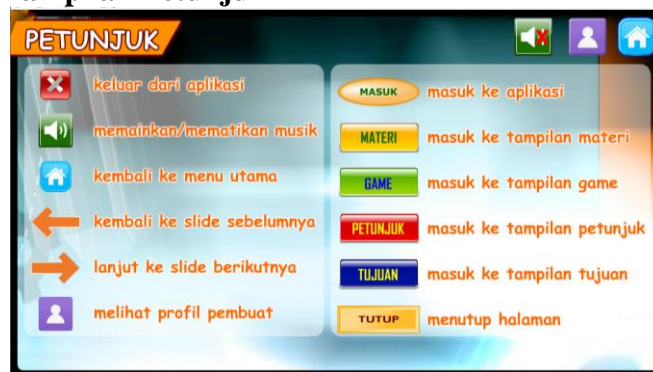 PETUNJUK
keluar dari aplikasi
memainkan/mematikan musik
kembali ke menu utama
kembali ke slide sebelumnya
lanjut ke slide berikutnya
melihat profil pembuat
MASUK masuk ke aplikasi
MATERI masuk ke tampilan materi
GAME masuk ke tampilan game
PETUNJUK masuk ke tampilan petunjuk
TUJUAN masuk ke tampilan tujuan
TUTUP menutup halaman